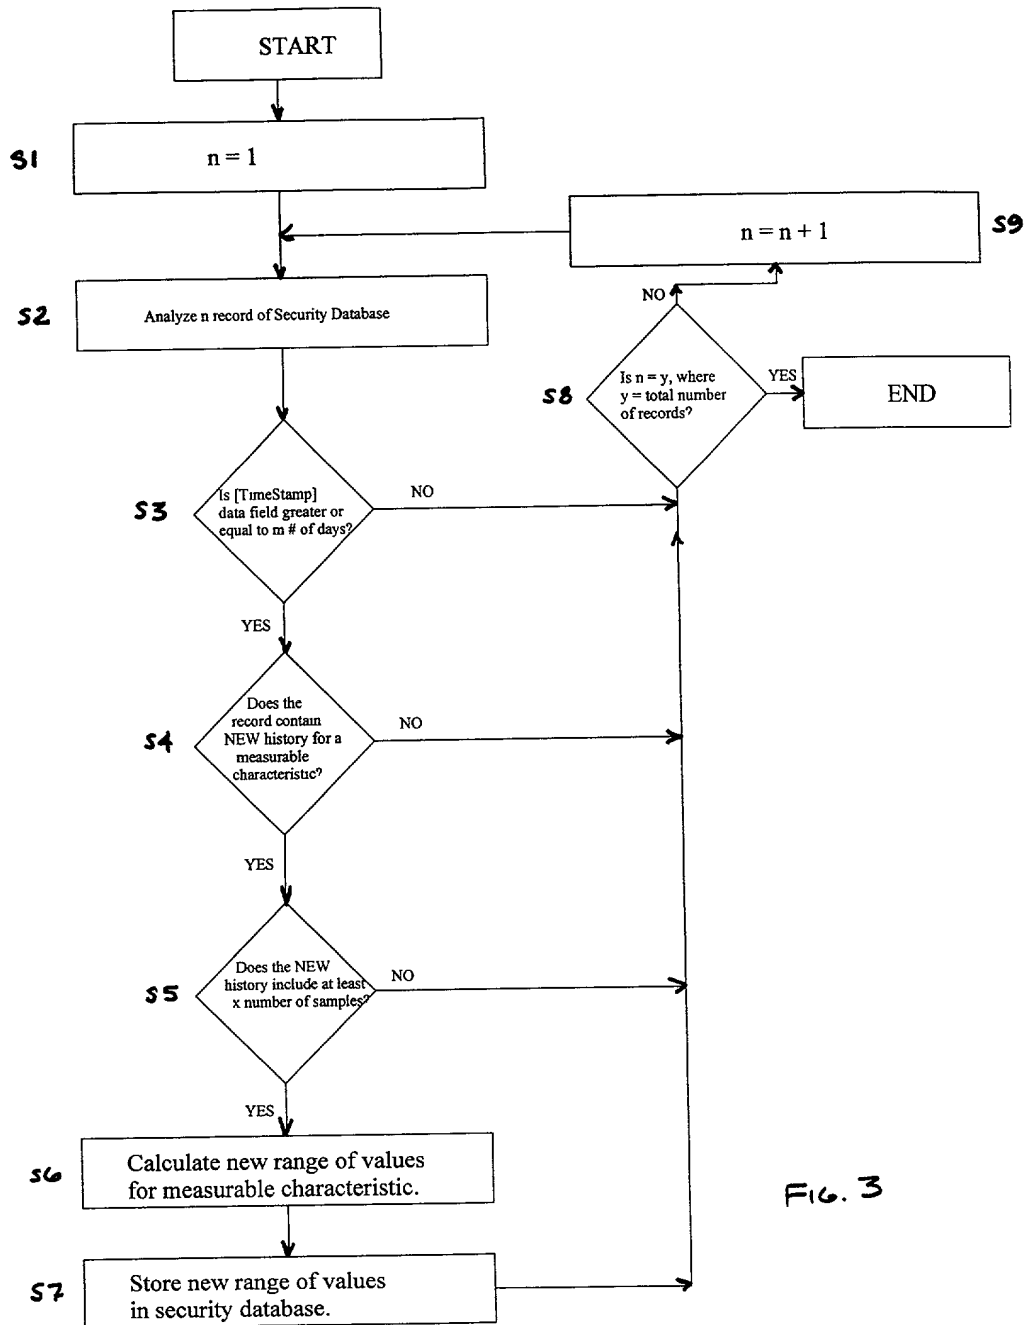 START
S1
n = 1
n = n + 1
S9
S2
Analyze n record of Security Database
NO
S8
Is n = y, where
y = total number
of records?
YES
END
S3
Is [TimeStamp]
data field greater or
equal to m # of days?
NO
YES
S4
Does the
record contain
NEW history for a
measurable
characteristic?
NO
YES
S5
Does the NEW
history include at least
x number of samples?
NO
YES
S6
Calculate new range of values
for measurable characteristic.
FIG. 3
S7
Store new range of values
in security database.